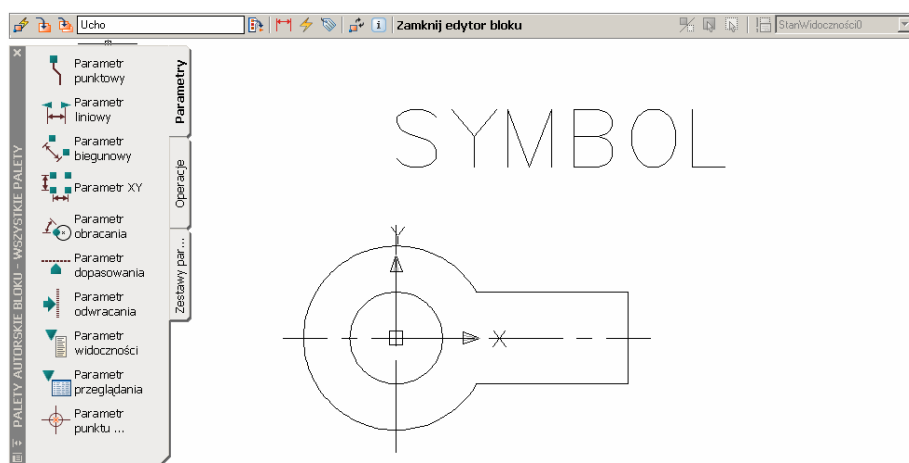 Ucho
Zamknij edytor bloku
StanWidoczności0
Parametr
punktowy
Parametr
liniowy
Parametr
biegunowy
Parametr XY
Parametr
obracania
Parametr
dopasowania
Parametr
odwracania
Parametr
widoczności
Parametr
przeglądania
Parametr
punktu ...
Parametry
Operacje
Zestawy par...
PALETY AUTORSKIE BLOKU - WSZYSTKIE PALETY
SYMBOL
Y
X